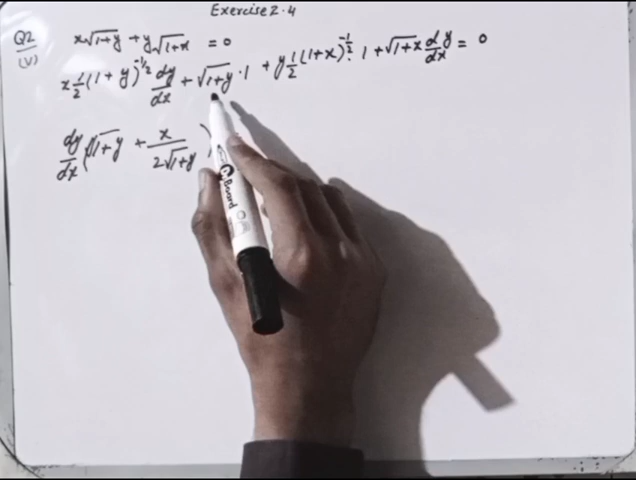 Exercise 2.4
Q2 (V) x√1+y + y√1+x = 0
x 1/2 (1+y)^-1/2 dy/dx + √1+y · 1 + y 1/2 (1+x)^-1/2 · 1 + √1+x d/dx y = 0
dy/dx (√1+y + x/2√1+y )
Board